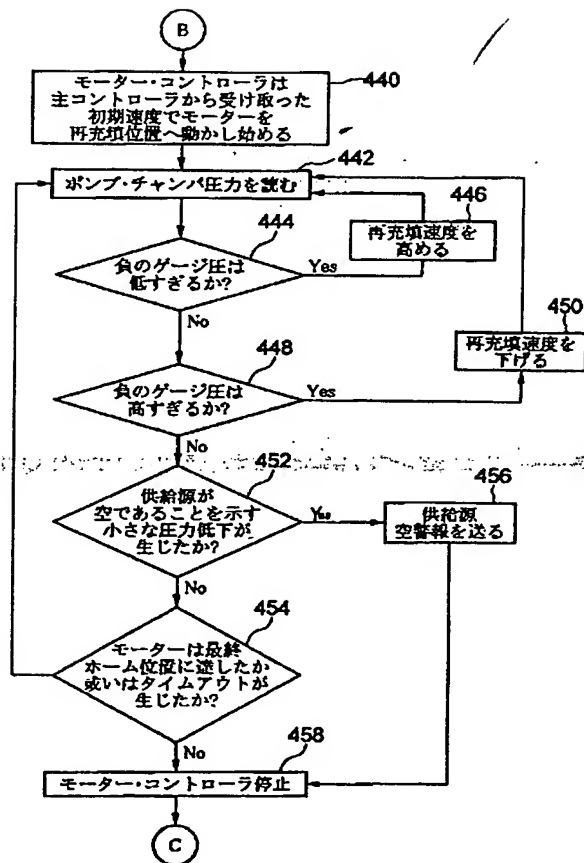 B
モーター・コントローラは
主コントローラから受け取った
初期速度でモーターを
再充填位置へ動かし始める
440
ポンプ・チャンバ圧力を読む
442
負のゲージ圧は
低すぎるか?
444
Yes
再充填速度を
高める
446
No
負のゲージ圧は
高すぎるか?
448
Yes
再充填速度を
下げる
450
No
供給源が
空であることを示す
小さな圧力低下が
生じたか?
452
Yes
供給源
空警報を送る
456
No
モーターは最終
ホーム位置に達したか
或いはタイムアウトが
生じたか?
454
No
モーター・コントローラ停止
458
C